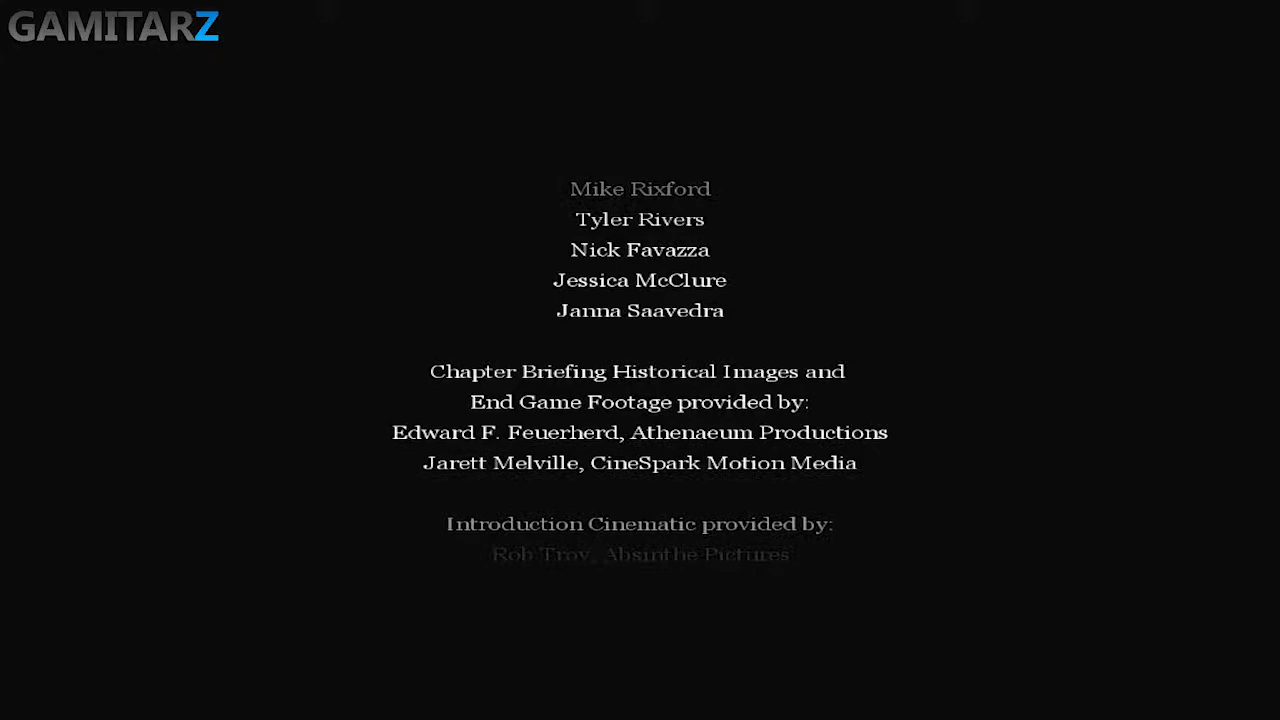 GAMITARZ
Mike Rixford
Tyler Rivers
Nick Favazza
Jessica McClure
Janna Saavedra
Chapter Briefing Historical Images and
End Game Footage provided by:
Edward F. Feuerherd, Athenaeum Productions
Jarett Melville, CineSpark Motion Media
Introduction Cinematic provided by:
Rob Troy, Absinthe Pictures